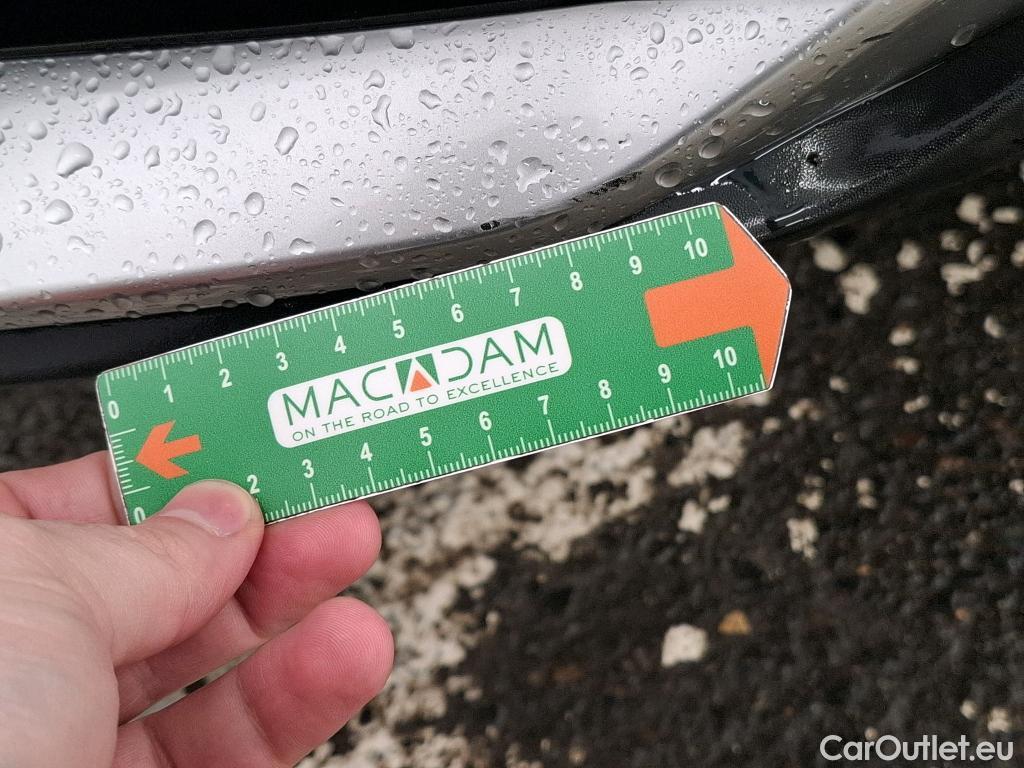 0 1 2 3 4 5 6 7 8 9 10
MACADAM
ON THE ROAD TO EXCELLENCE
0 2 3 4 5 6 7 8 9 10
CarOutlet.eu